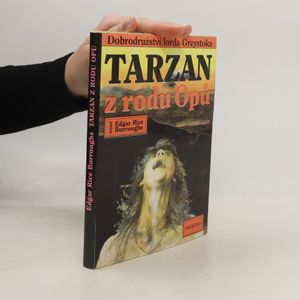 Dobrodružství lorda Greystoka
TARZAN
z rodu Opů
Edgar Rice
Burroughs
Edgar Rice Burroughs TARZAN Z RODU OPŮ